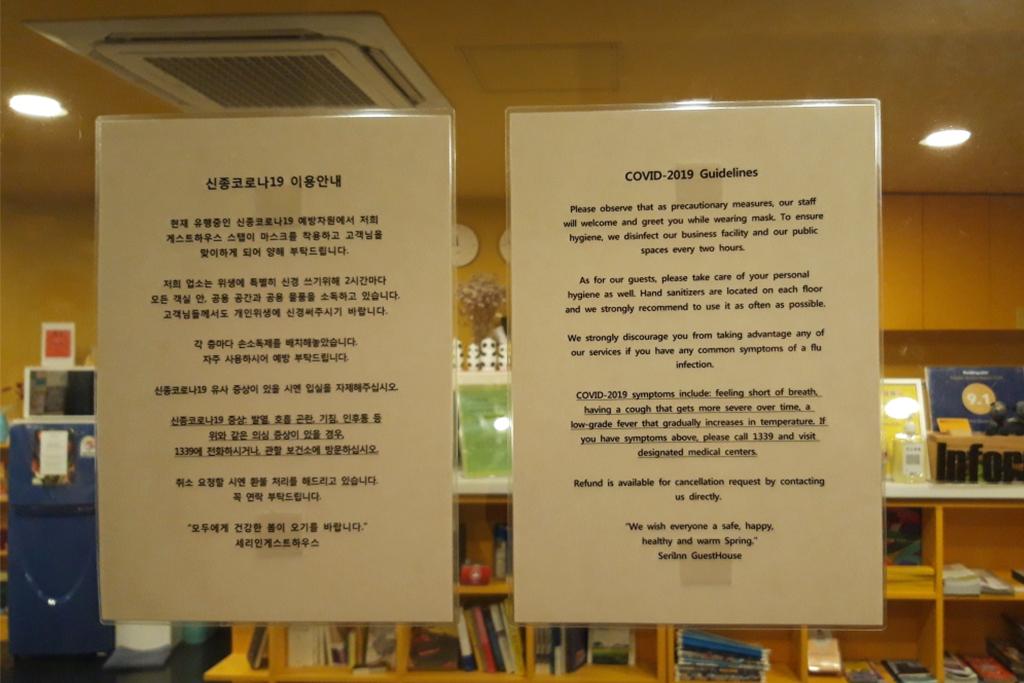 신종코로나19 이용안내
현재 유행중인 신종코로나19 예방차원에서 저희
게스트하우스 스탭이 마스크를 착용하고 고객님을
맞이하게 되어 양해 부탁드립니다.
저희 업소는 위생에 특별히 신경 쓰기위해 2시간마다
모든 객실 안, 공용 공간과 공용 물품을 소독하고 있습니다.
고객님들께서도 개인위생에 신경써주시기 바랍니다.
각 층마다 손소독제를 배치해놓았습니다.
자주 사용하시어 예방 부탁드립니다.
신종코로나19 유사 증상이 있을 시엔 입실을 자제해주십시오.
신종코로나19 증상: 발열, 호흡 곤란, 기침, 인후통 등
위와 같은 의심 증상이 있을 경우,
1339에 전화하시거나, 관할 보건소에 방문하십시오.
취소 요청할 시엔 환불 처리를 해드리고 있습니다.
꼭 연락 부탁드립니다.
"모두에게 건강한 봄이 오기를 바랍니다."
세리인게스트하우스
COVID-2019 Guidelines
Please observe that as precautionary measures, our staff
will welcome and greet you while wearing mask. To ensure
hygiene, we disinfect our business facility and our public
spaces every two hours.
As for our guests, please take care of your personal
hygiene as well. Hand sanitizers are located on each floor
and we strongly recommend to use it as often as possible.
We strongly discourage you from taking advantage any of
our services if you have any common symptoms of a flu
infection.
COVID-2019 symptoms include: feeling short of breath,
having a cough that gets more severe over time, a
low-grade fever that gradually increases in temperature. If
you have symptoms above, please call 1339 and visit
designated medical centers.
Refund is available for cancellation request by contacting
us directly.
"We wish everyone a safe, happy,
healthy and warm Spring."
SeriInn GuestHouse
9.1
Infor